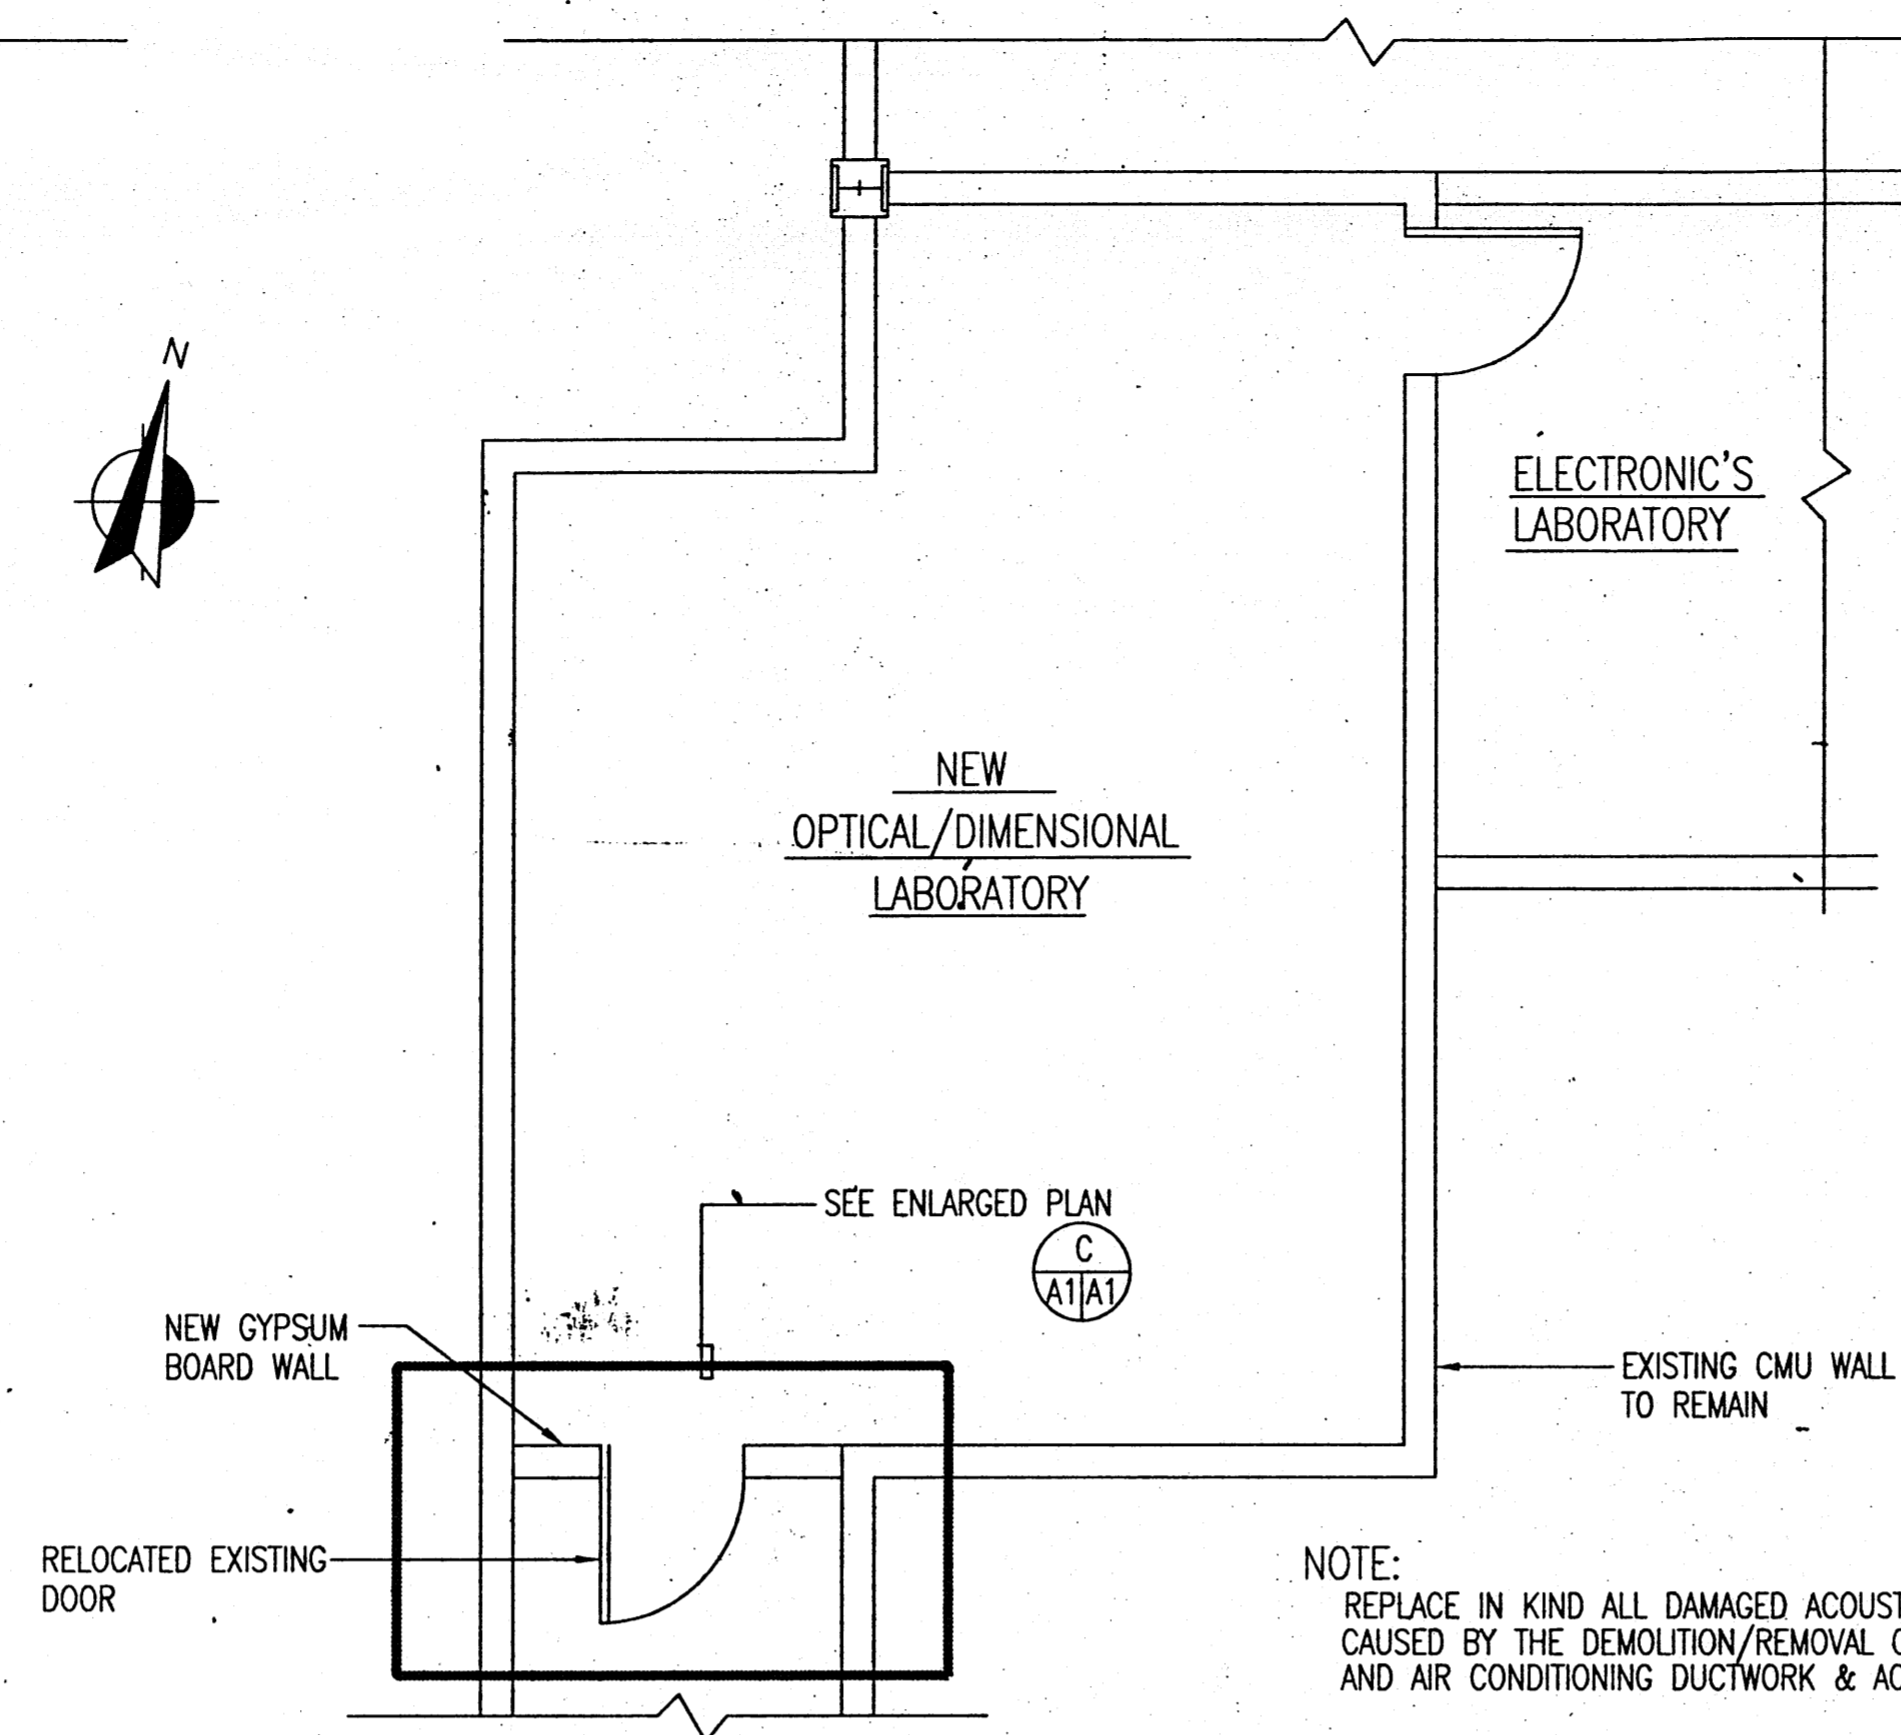 N
ELECTRONIC'S
LABORATORY
NEW
OPTICAL/DIMENSIONAL
LABORATORY
SEE ENLARGED PLAN
C
A1 A1
NEW GYPSUM
BOARD WALL
EXISTING CMU WALL
TO REMAIN
RELOCATED EXISTING
DOOR
NOTE:
REPLACE IN KIND ALL DAMAGED ACOUST
CAUSED BY THE DEMOLITION/REMOVAL
AND AIR CONDITIONING DUCTWORK &